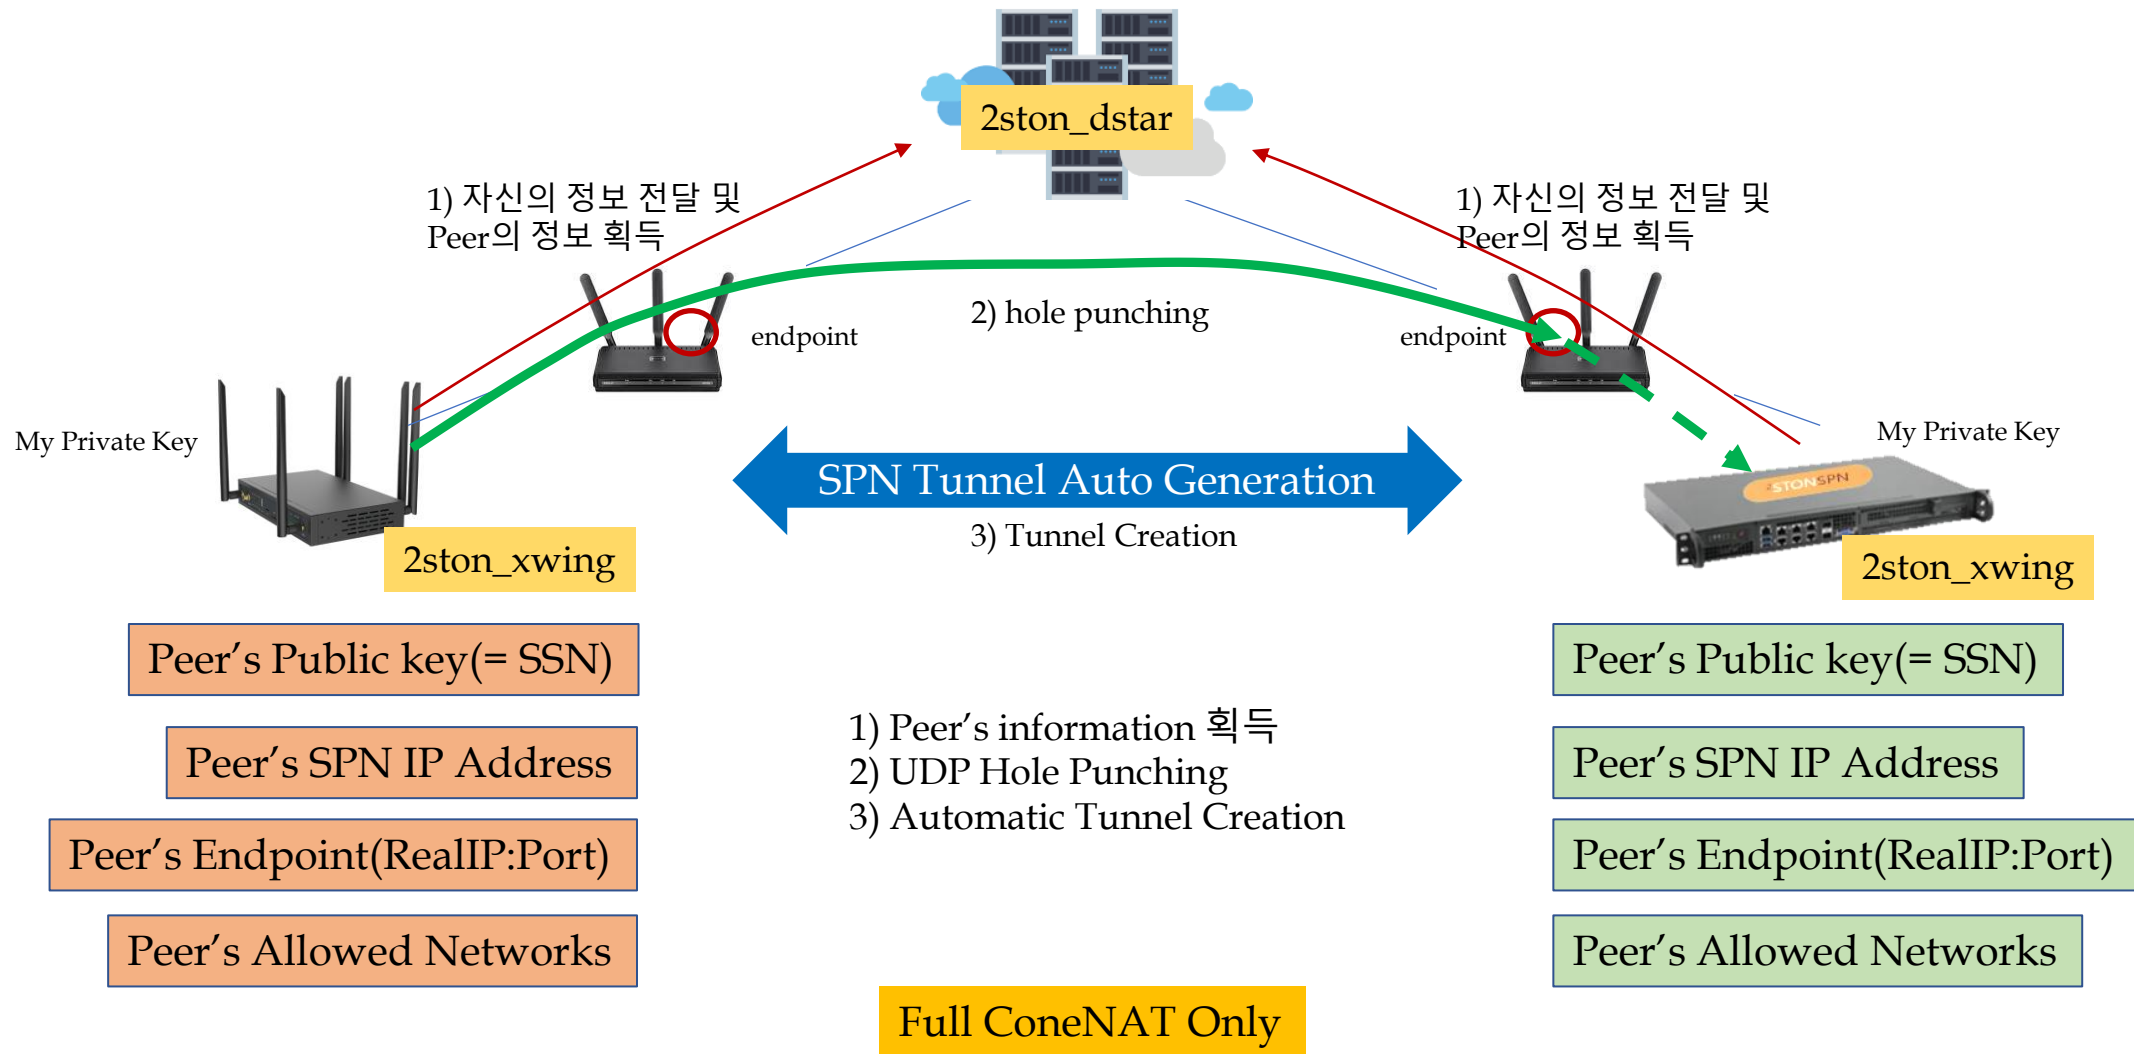 2ston_dstar
1) 자신의 정보 전달 및
Peer의 정보 획득
1) 자신의 정보 전달 및
Peer의 정보 획득
2) hole punching
endpoint
endpoint
My Private Key
My Private Key
SPN Tunnel Auto Generation
2STONSPN
3) Tunnel Creation
2ston_xwing
2ston_xwing
Peer’s Public key(= SSN)
Peer’s SPN IP Address
Peer’s Endpoint(RealIP:Port)
Peer’s Allowed Networks
1) Peer’s information 획득
2) UDP Hole Punching
3) Automatic Tunnel Creation
Peer’s Public key(= SSN)
Peer’s SPN IP Address
Peer’s Endpoint(RealIP:Port)
Peer’s Allowed Networks
Full ConeNAT Only